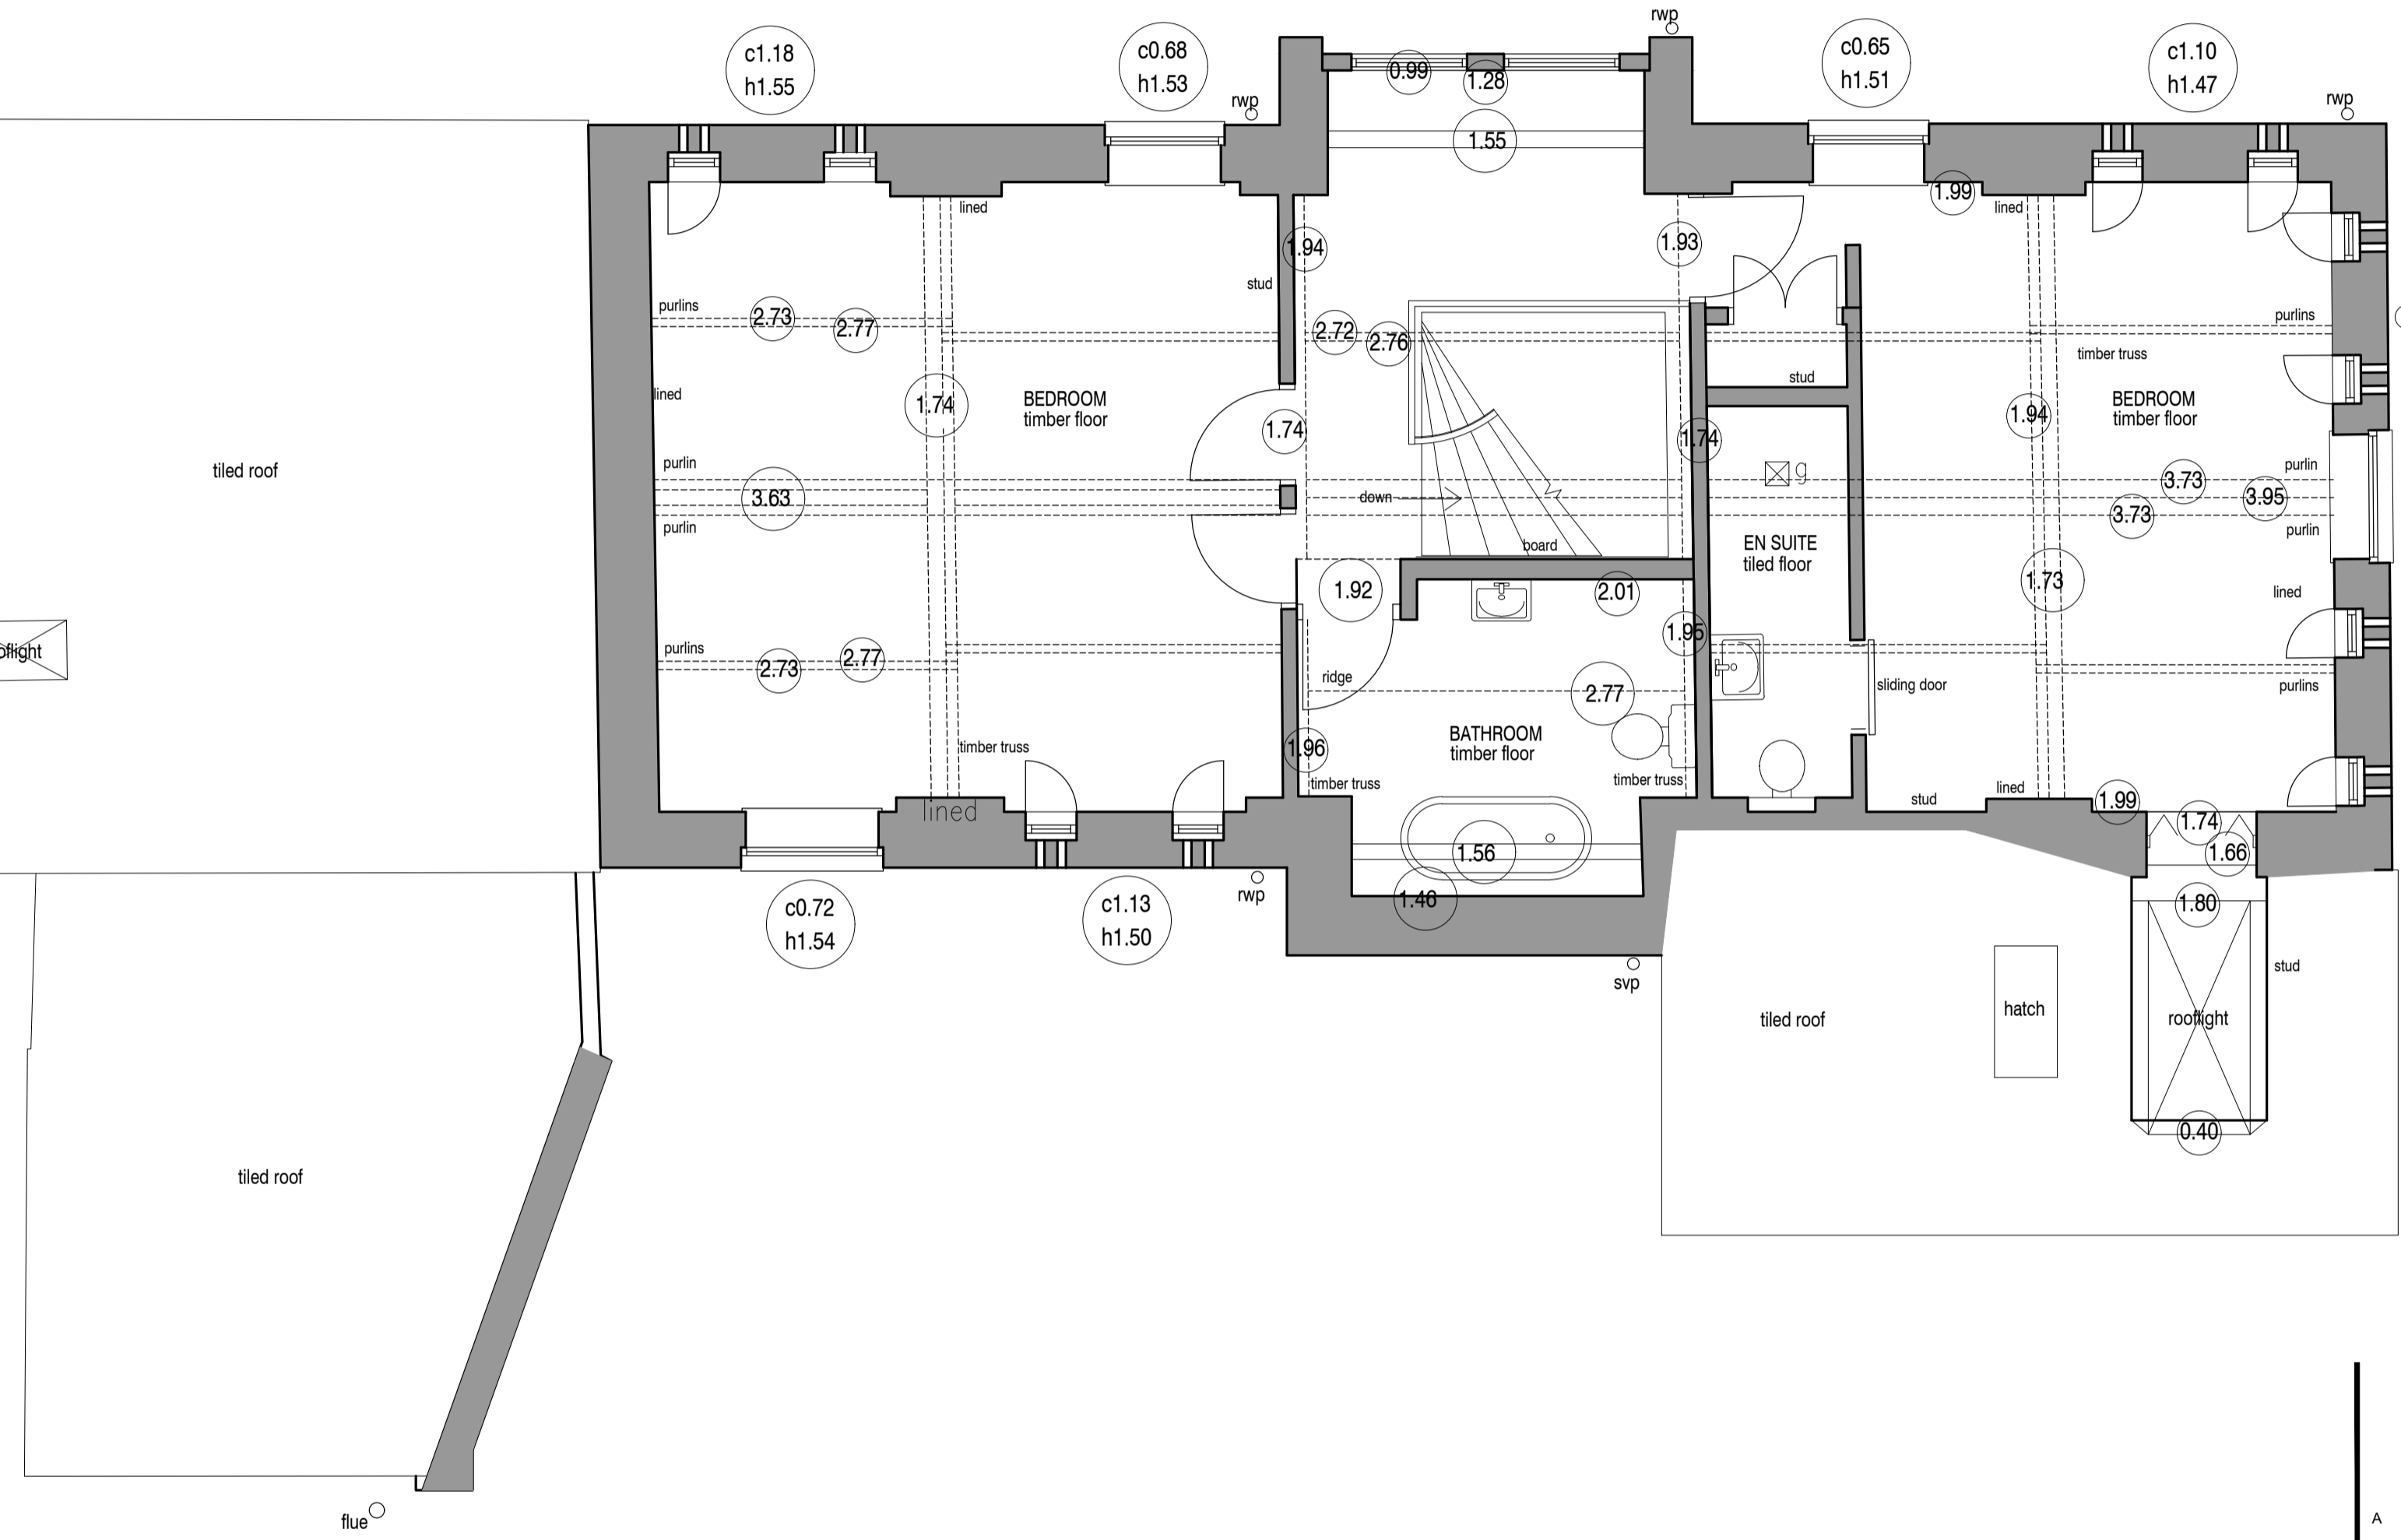 rwp
c1.18
h1.55
c0.68
h1.53
c0.65
h1.51
c1.10
h1.47
0.99
1.28
rwp
rwp
1.55
lined
1.99
lined
1.94
1.93
stud
purlins
2.73
2.77
2.72
2.76
purlins
timber truss
lined
1.74
BEDROOM
timber floor
1.74
1.74
stud
1.94
BEDROOM
timber floor
tiled roof
purlin
3.63
purlin
down
board
g
EN SUITE
tiled floor
3.73
3.73
3.95
purlin
purlin
1.92
2.01
1.73
lined
purlins
2.73
2.77
1.95
ridge
2.77
sliding door
purlins
timber truss
1.96
timber truss
BATHROOM
timber floor
timber truss
lined
stud
lined
1.99
1.74
1.66
1.56
1.46
c0.72
h1.54
c1.13
h1.50
rwp
1.80
svp
stud
tiled roof
hatch
rooflight
0.40
tiled roof
flue
A